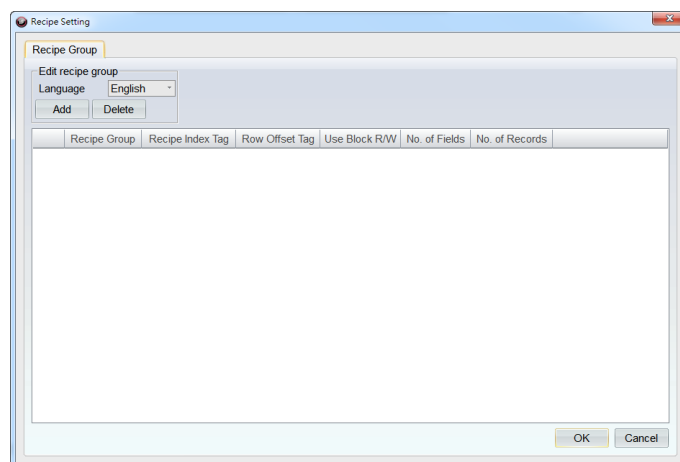 Recipe Setting
Recipe Group
Edit recipe group
Language English
Add Delete
Recipe Group Recipe Index Tag Row Offset Tag Use Block R/W No. of Fields No. of Records
OK Cancel